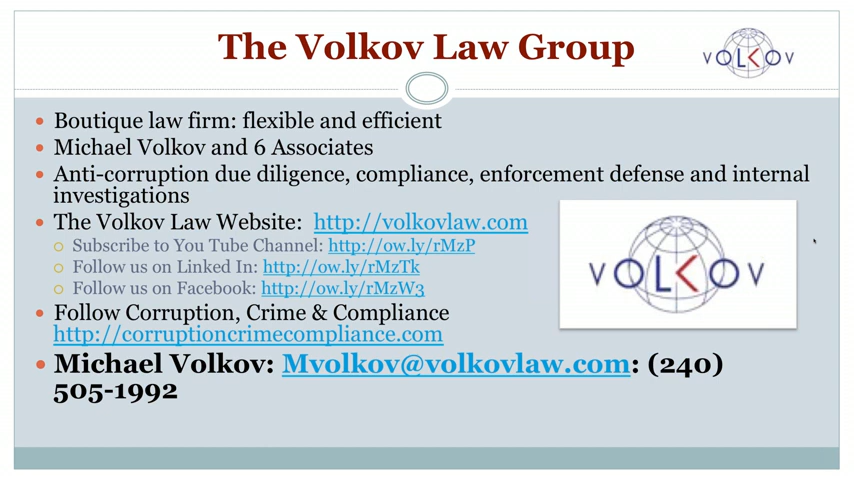 The Volkov Law Group
VOLKOV
Boutique law firm: flexible and efficient
Michael Volkov and 6 Associates
Anti-corruption due diligence, compliance, enforcement defense and internal
investigations
The Volkov Law Website: http://volkovlaw.com
Subscribe to You Tube Channel: http://ow.ly/rMzP
Follow us on Linked In: http://ow.ly/rMzTk
Follow us on Facebook: http://ow.ly/rMzW3
VOLKOV
Follow Corruption, Crime & Compliance
http://corruptioncrimecompliance.com
Michael Volkov: Mvolkov@volkovlaw.com: (240)
505-1992